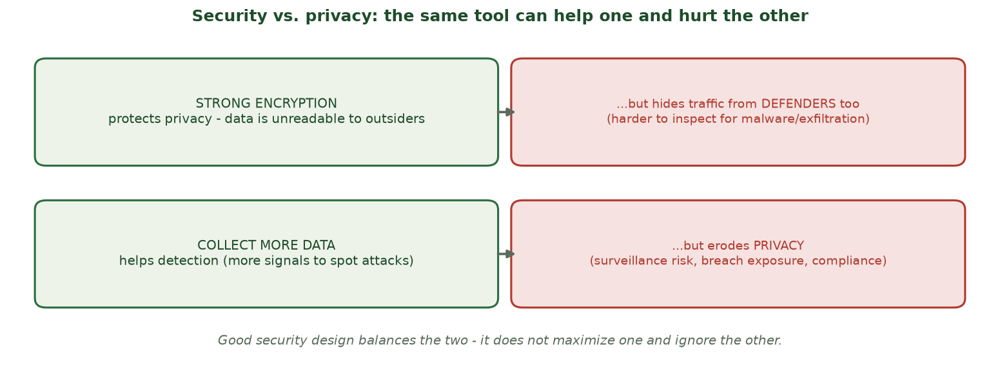 Security vs. privacy: the same tool can help one and hurt the other
STRONG ENCRYPTION
protects privacy - data is unreadable to outsiders
...but hides traffic from DEFENDERS too
(harder to inspect for malware/exfiltration)
COLLECT MORE DATA
helps detection (more signals to spot attacks)
...but erodes PRIVACY
(surveillance risk, breach exposure, compliance)
Good security design balances the two - it does not maximize one and ignore the other.